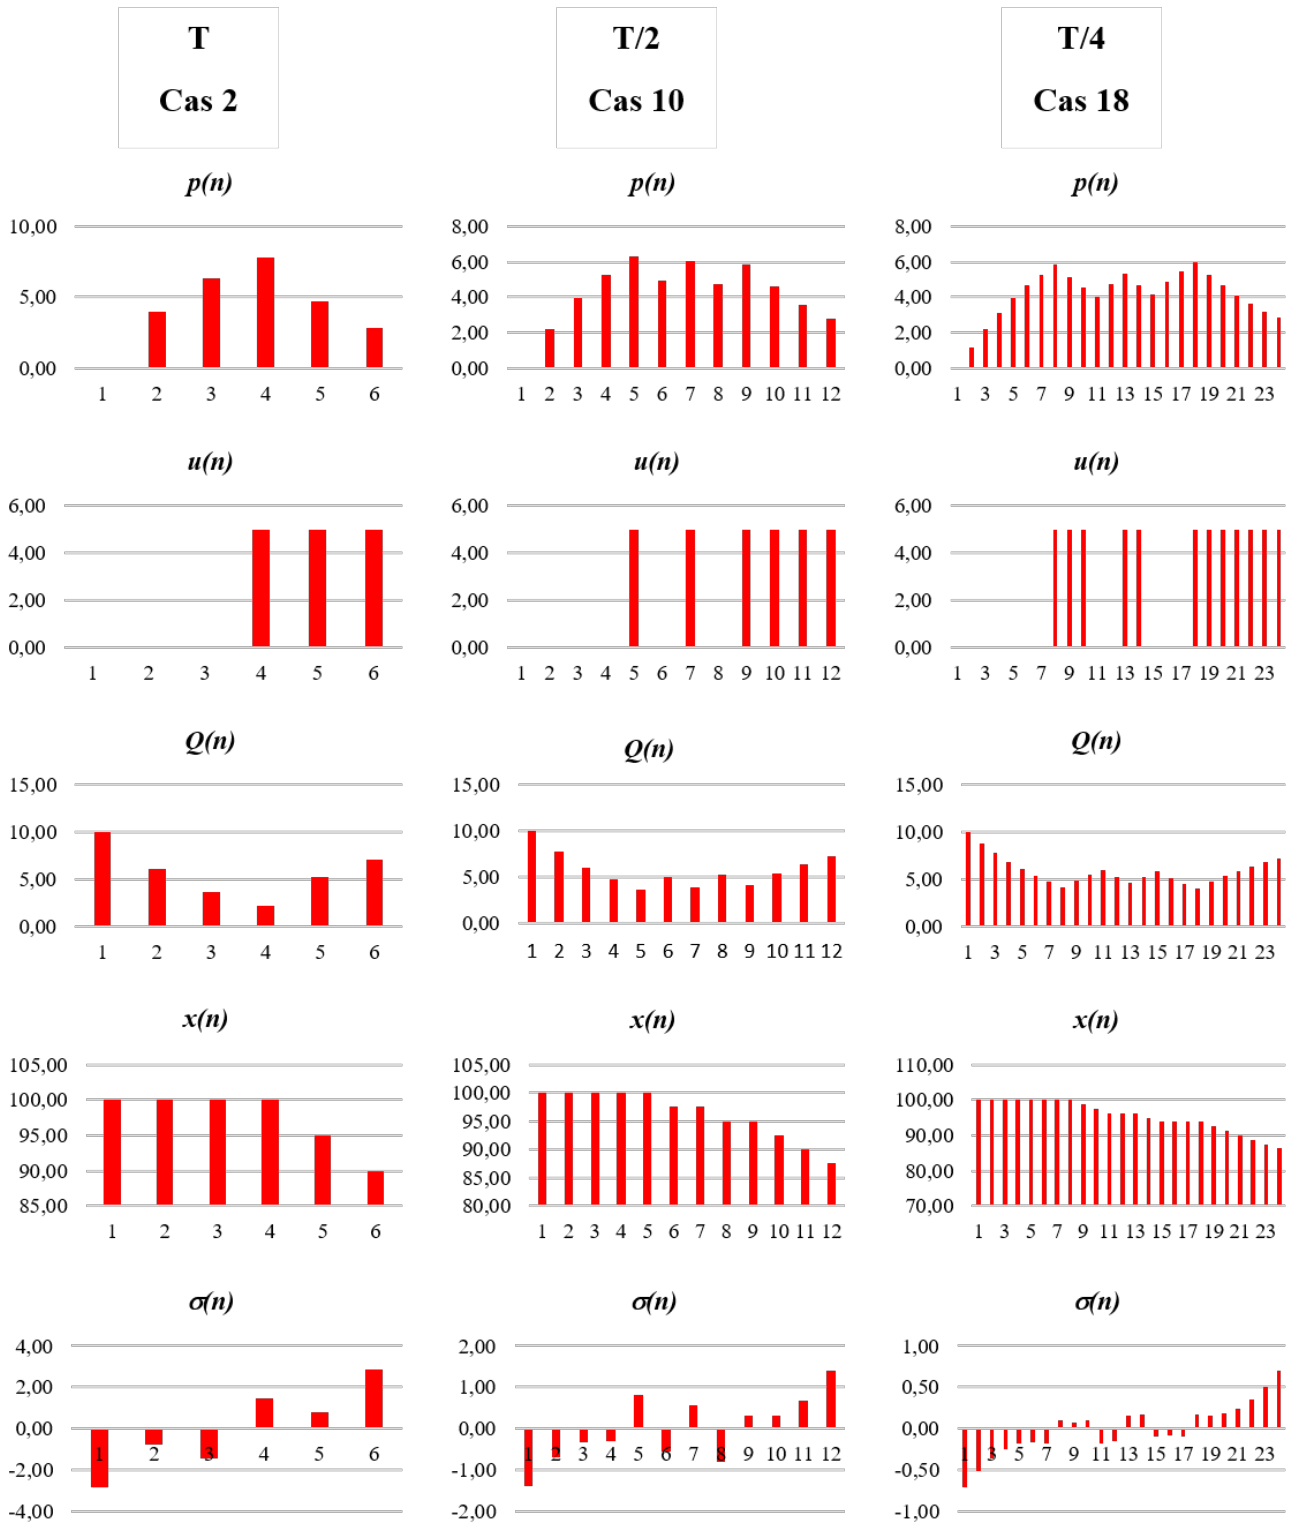 T
Cas 2
T/2
Cas 10
T/4
Cas 18
p(n)
10,00
5,00
0,00
1 2 3 4 5 6
p(n)
8,00
6,00
4,00
2,00
0,00
1 2 3 4 5 6 7 8 9 10 11 12
p(n)
8,00
6,00
4,00
2,00
0,00
1 3 5 7 9 11 13 15 17 19 21 23
u(n)
6,00
4,00
2,00
0,00
1 2 3 4 5 6
u(n)
6,00
4,00
2,00
0,00
1 2 3 4 5 6 7 8 9 10 11 12
u(n)
6,00
4,00
2,00
0,00
1 3 5 7 9 11 13 15 17 19 21 23
Q(n)
15,00
10,00
5,00
0,00
1 2 3 4 5 6
Q(n)
15,00
10,00
5,00
0,00
1 2 3 4 5 6 7 8 9 10 11 12
Q(n)
15,00
10,00
5,00
0,00
1 3 5 7 9 11 13 15 17 19 21 23
x(n)
105,00
100,00
95,00
90,00
85,00
1 2 3 4 5 6
x(n)
105,00
100,00
95,00
90,00
85,00
80,00
1 2 3 4 5 6 7 8 9 10 11 12
x(n)
110,00
100,00
90,00
80,00
70,00
1 3 5 7 9 11 13 15 17 19 21 23
σ(n)
4,00
2,00
0,00
-2,00
-4,00
1 2 3 4 5 6
σ(n)
2,00
1,00
0,00
-1,00
-2,00
1 2 3 4 5 6 7 8 9 10 11 12
σ(n)
1,00
0,50
0,00
-0,50
-1,00
1 3 5 7 9 11 13 15 17 19 21 23